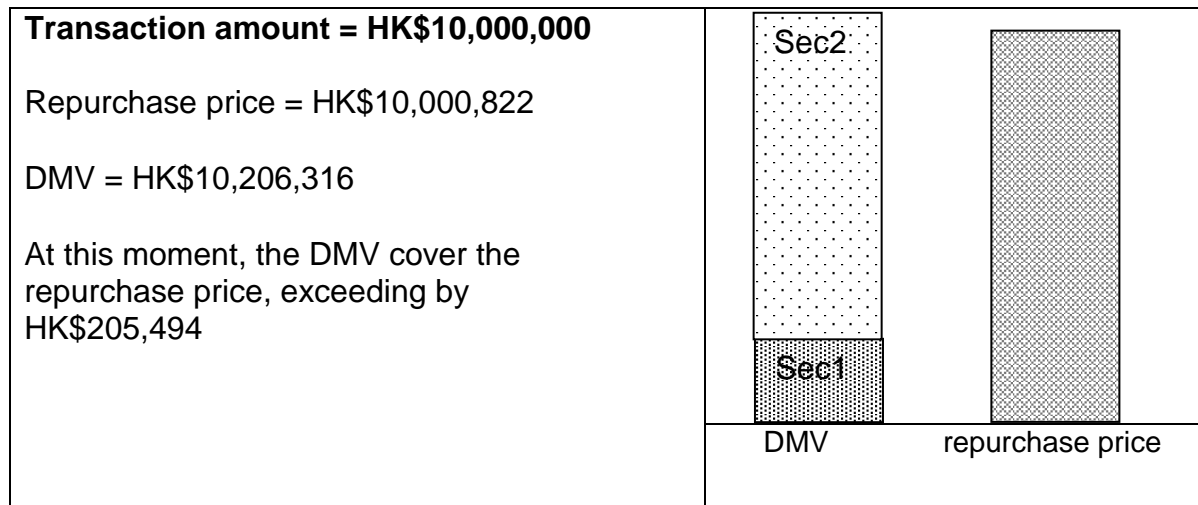 Transaction amount = HK$10,000,000
Repurchase price = HK$10,000,822
DMV = HK$10,206,316
At this moment, the DMV cover the
repurchase price, exceeding by
HK$205,494
Sec2
Sec1
DMV
repurchase price